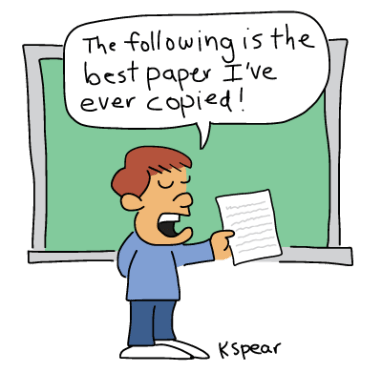 The following is the
best paper I've
ever copied!
Kspear